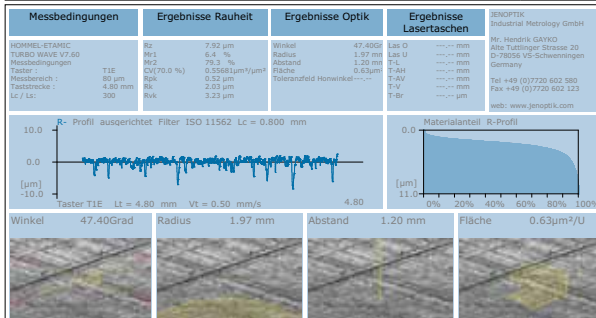 Messbedingungen
HOMMEL-ETAMIC
TURBO WAVE V7.60
Messbedingungen
Taster : T1E
Messbereich : 80 µm
Taststrecke : 4.80 mm
Lc / Ls: 300
Ergebnisse Rauheit
Rz 7.92 µm
Mr1 6.4 %
Mr2 79.3 %
CV(70.0 %) 0.55681µm³/µm²
Rpk 0.52 µm
Rk 2.03 µm
Rvk 3.23 µm
Ergebnisse Optik
Winkel 47.40Gr
Radius 1.97 mm
Abstand 1.20 mm
Fläche 0.63µm²
Toleranzfeld Honwinkel---.--
Ergebnisse
Lasertaschen
Las O ---.-- mm
Las U ---.-- mm
T-L ---.-- mm
T-AH ---.-- mm
T-AV ---.-- mm
T-V ---.-- mm
T-Br ---.-- µm
JENOPTIK
Industrial Metrology GmbH
Mr. Hendrik GAYKO
Alte Tuttlinger Strasse 20
D-78056 VS-Schwenningen
Germany
Tel +49 (0)7720 602 580
Fax +49 (0)7720 602 123
web: www.jenoptik.com
R- Profil ausgerichtet Filter ISO 11562 Lc = 0.800 mm
10.0
0.0
[µm]
-10.0
Taster T1E Lt = 4.80 mm Vt = 0.50 mm/s 4.80
Materialanteil R-Profil
0.0
[µm]
11.0
0% 20% 40% 60% 80% 100%
Winkel 47.40Grad
Radius 1.97 mm
Abstand 1.20 mm
Fläche 0.63µm²/U